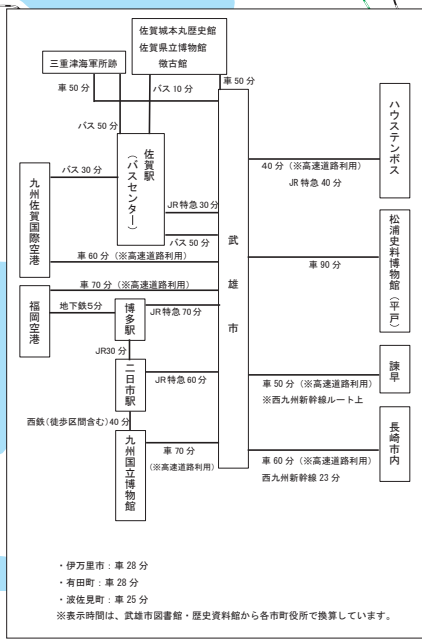 佐賀城本丸歴史館
佐賀県立博物館
徴古館
三重津海軍所跡
車 50 分
バス 10 分
車 50 分
バス 50 分
ハウステンボス
佐賀駅
（バスセンター）
バス 30 分
40 分（※高速道路利用）
JR 特急 40 分
九州佐賀国際空港
JR 特急 30 分
バス 50 分
武雄市
松浦史料博物館（平戸）
車 60 分（※高速道路利用）
車 90 分
車 70 分（※高速道路利用）
福岡空港
地下鉄5分
博多駅
JR 特急 70 分
JR30 分
二日市駅
JR 特急 60 分
諫早
車 50 分（※高速道路利用）
※西九州新幹線ルート上
西鉄(徒歩区間含む)40 分
九州国立博物館
車 70 分
（※高速道路利用）
長崎市内
車 60 分（※高速道路利用）
西九州新幹線 23 分
・伊万里市：車 28 分
・有田町：車 28 分
・波佐見町：車 25 分
※表示時間は、武雄市図書館・歴史資料館から各市町役所で換算しています。